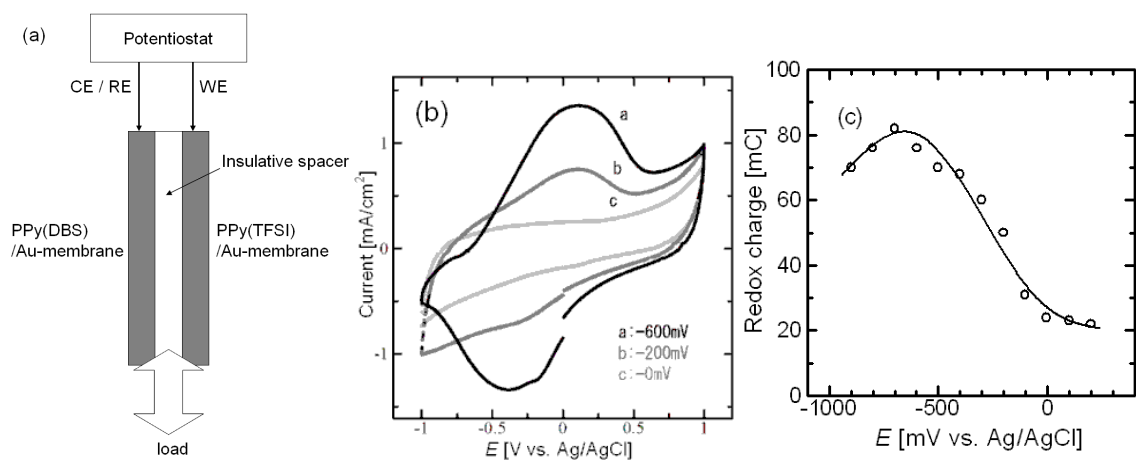 (a)
Potentiostat
CE / RE
WE
Insulative spacer
PPy(DBS)
/Au-membrane
PPy(TFSI)
/Au-membrane
load
(b)
a
b
c
1
0
-1
Current [mA/cm2]
a:-600mV
b:-200mV
c:-0mV
-1
-0.5
0
0.5
1
E [V vs. Ag/AgCl]
(c)
100
80
60
40
20
0
Redox charge [mC]
-1000
-500
0
E [mV vs. Ag/AgCl]